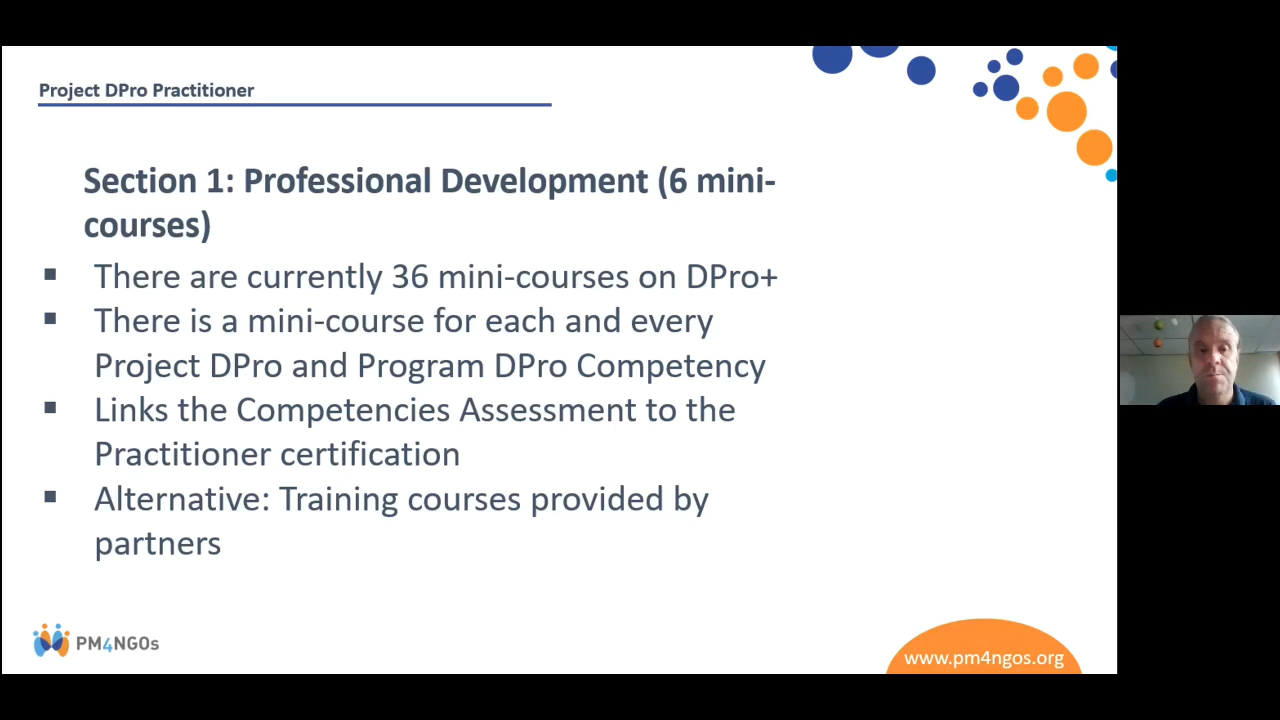 Project DPro Practitioner
Section 1: Professional Development (6 mini-
courses)
▪ There are currently 36 mini-courses on DPro+
▪ There is a mini-course for each and every
Project DPro and Program DPro Competency
▪ Links the Competencies Assessment to the
Practitioner certification
▪ Alternative: Training courses provided by
partners
PM4NGOs
www.pm4ngos.org